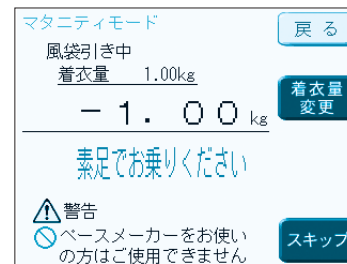 マタニティモード
戻る
風袋引き中
着衣量 1.00kg
着衣量
変更
－1.00 kg
素足でお乗りください
警告
ペースメーカーをお使い
の方はご使用できません
スキップ